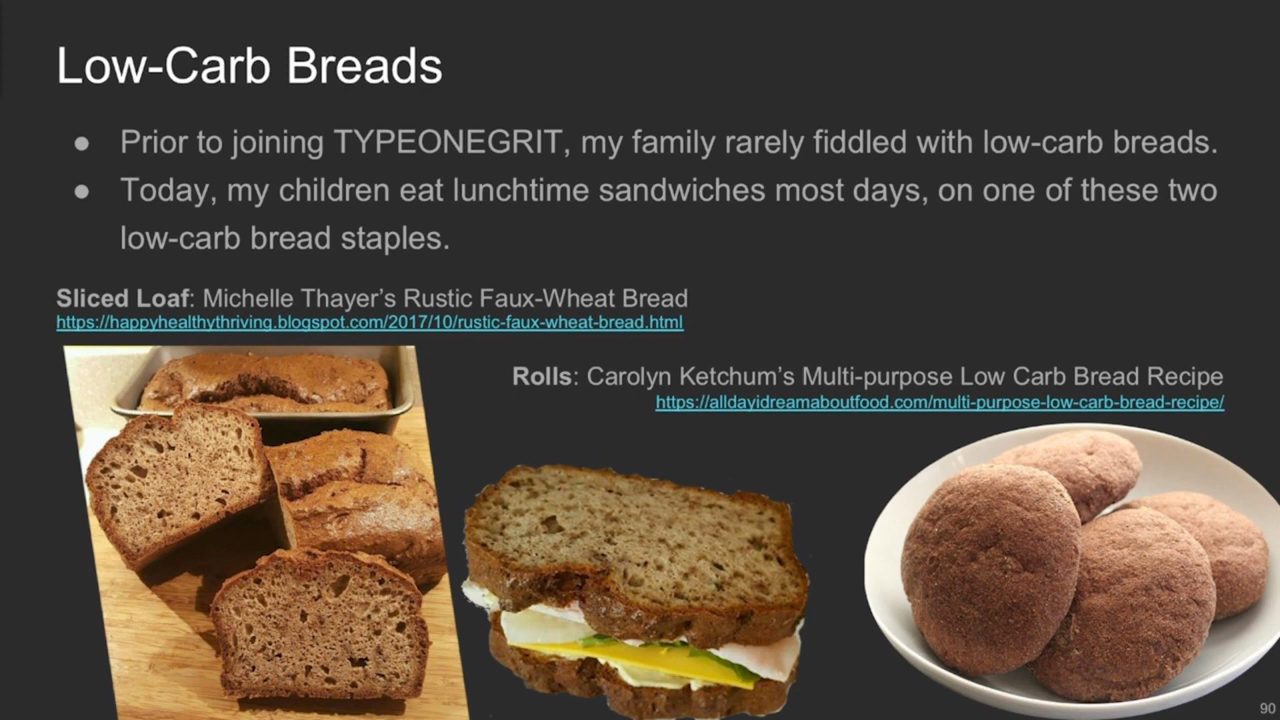 Low-Carb Breads
● Prior to joining TYPEONEGRIT, my family rarely fiddled with low-carb breads.
● Today, my children eat lunchtime sandwiches most days, on one of these two
low-carb bread staples.
Sliced Loaf: Michelle Thayer’s Rustic Faux-Wheat Bread
https://happyhealthythriving.blogspot.com/2017/10/rustic-faux-wheat-bread.html
Rolls: Carolyn Ketchum’s Multi-purpose Low Carb Bread Recipe
https://alldayidreamaboutfood.com/multi-purpose-low-carb-bread-recipe/
90